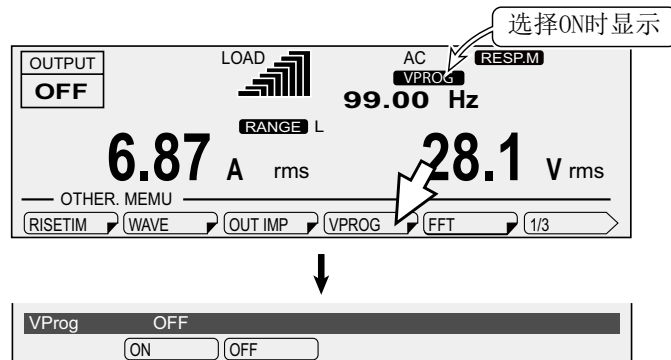 选择ON时显示
OUTPUT
OFF
LOAD
AC
RESP.M
VPROG
99.00 Hz
RANGE L
6.87 A rms
28.1 V rms
OTHER. MEMU
RISETIM WAVE OUT IMP VPROG FFT 1/3
VProg OFF
ON OFF